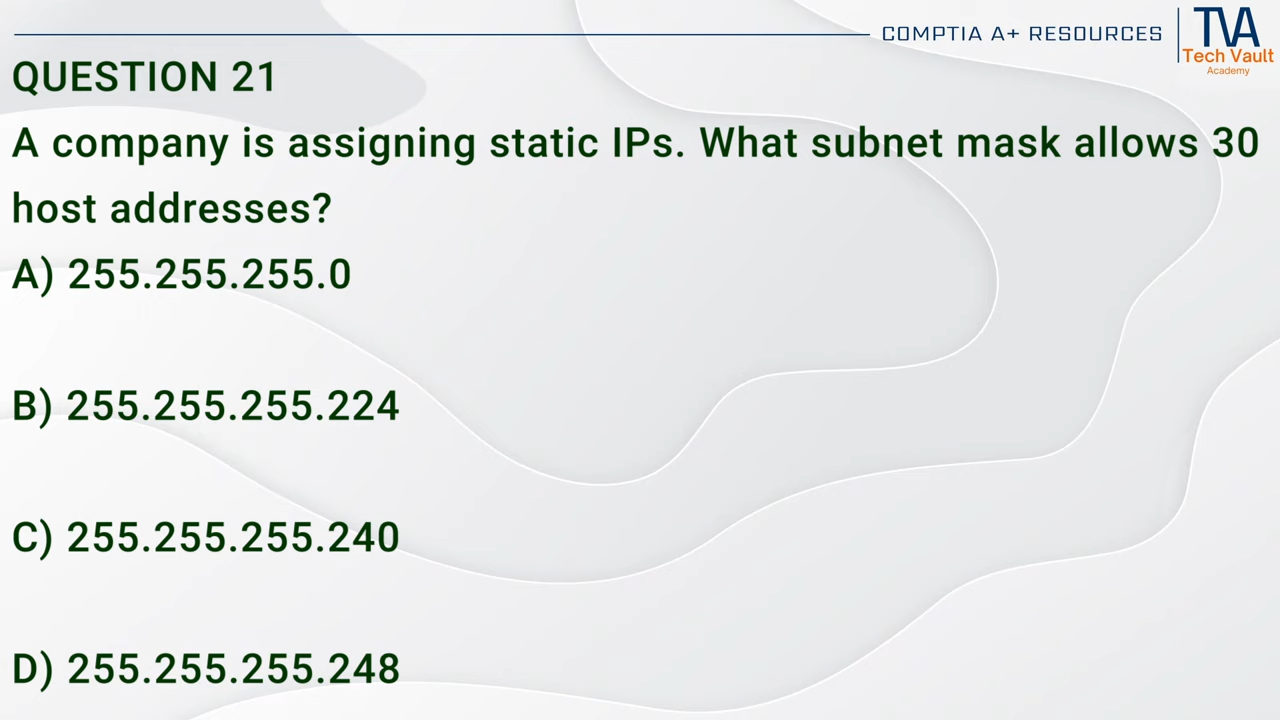 COMPTIA A+ RESOURCES
TVA
Tech Vault
Academy
QUESTION 21
A company is assigning static IPs. What subnet mask allows 30
host addresses?
A) 255.255.255.0
B) 255.255.255.224
C) 255.255.255.240
D) 255.255.255.248